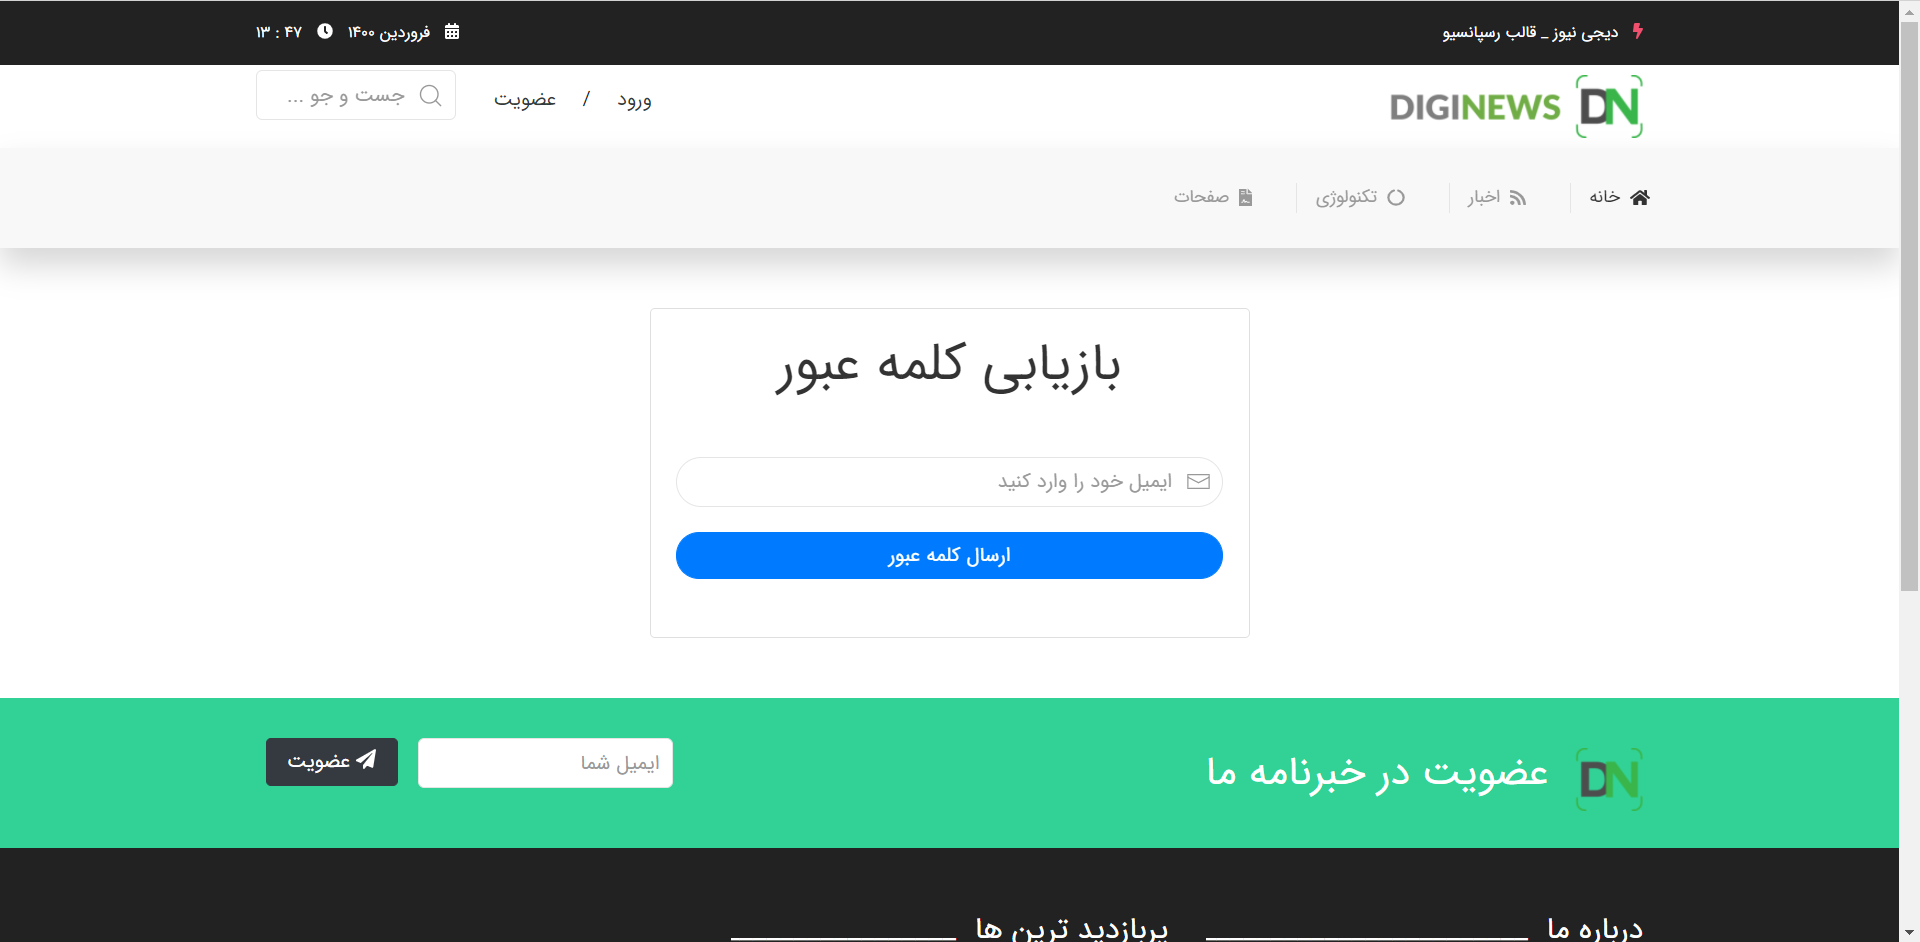 دیجی نیوز _ قالب رسپانسیو
فروردین ۱۴۰۰
۱۳ : ۴۷
DIGINEWS DN
ورود / عضویت
جست و جو ...
خانه
اخبار
تکنولوژی
صفحات
بازیابی کلمه عبور
ایمیل خود را وارد کنید
ارسال کلمه عبور
DN
عضویت در خبرنامه ما
ایمیل شما
عضویت
درباره ما
پربازدید ترین ها